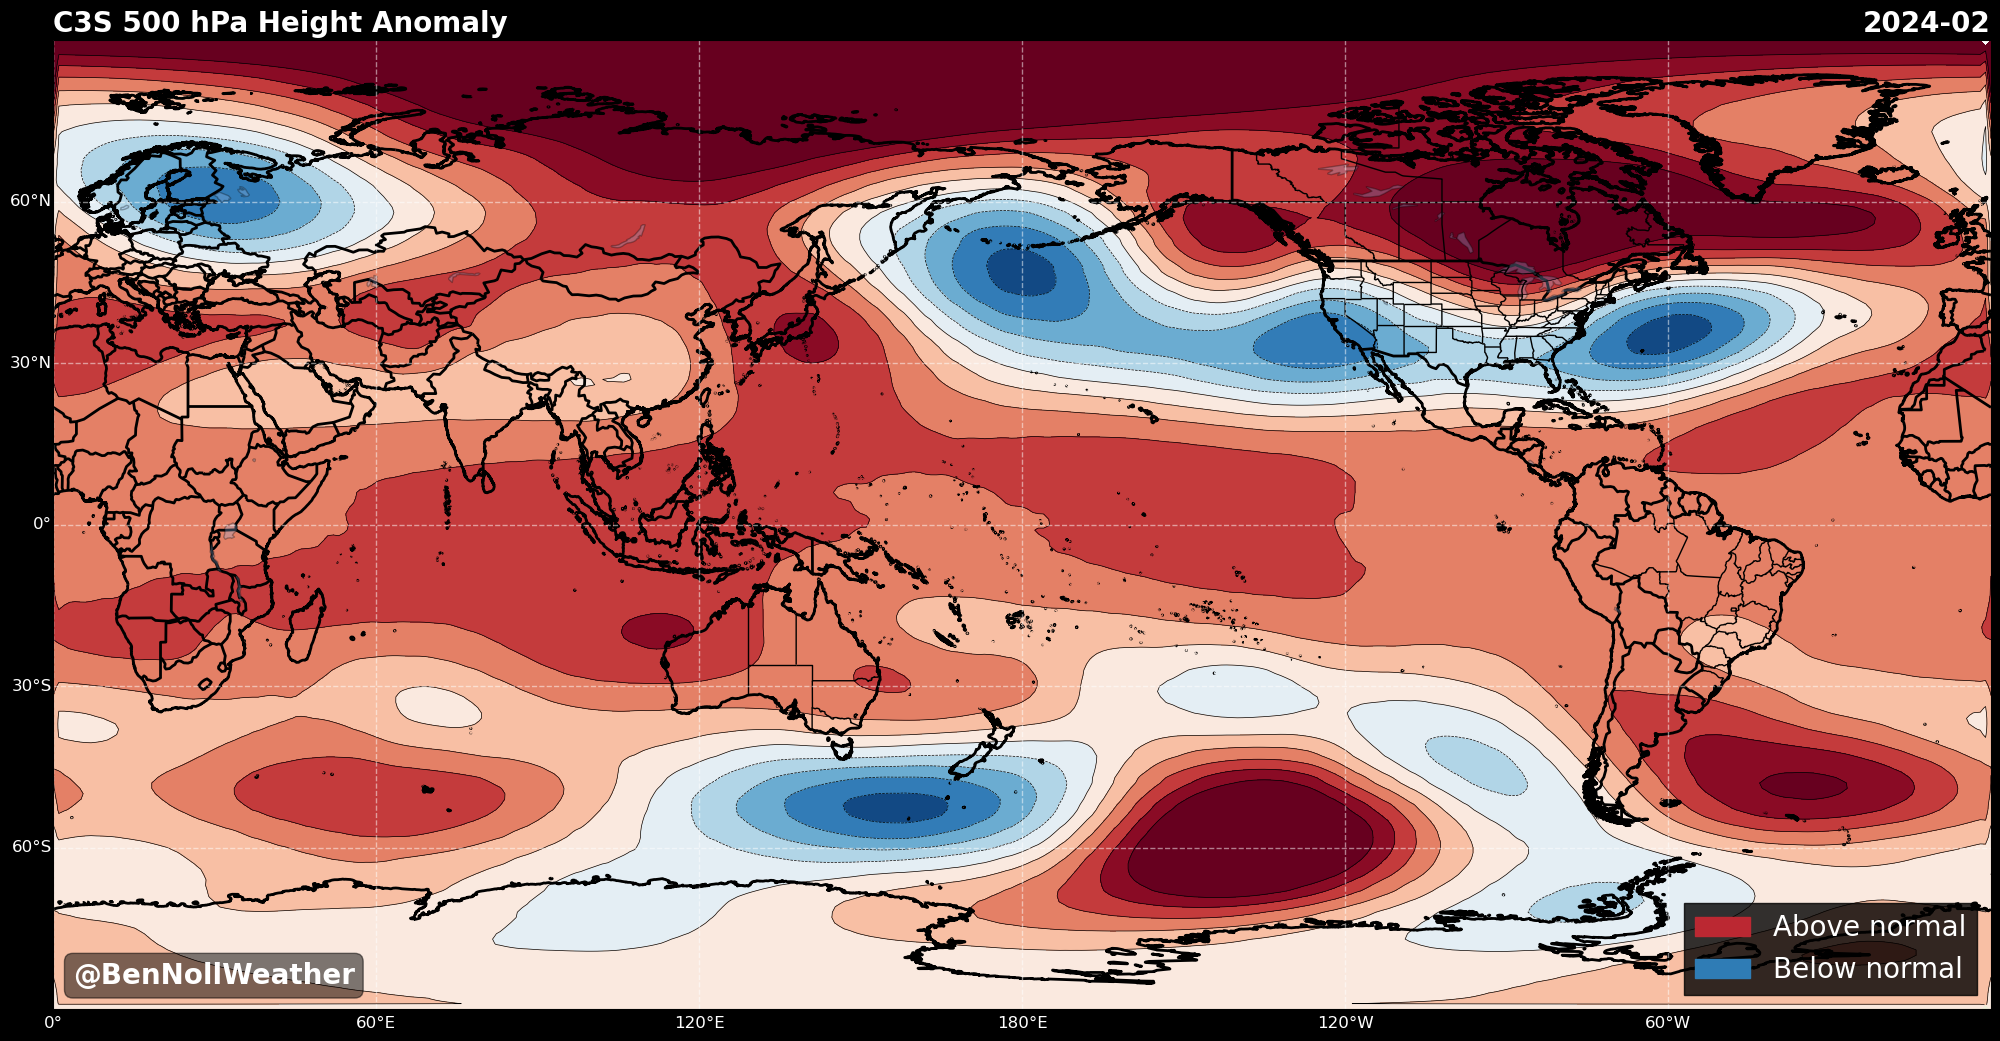 C3S 500 hPa Height Anomaly
2024-02
60°N
30°N
0°
30°S
60°S
Above normal
Below normal
@BenNollWeather
0°
60°E
120°E
180°E
120°W
60°W